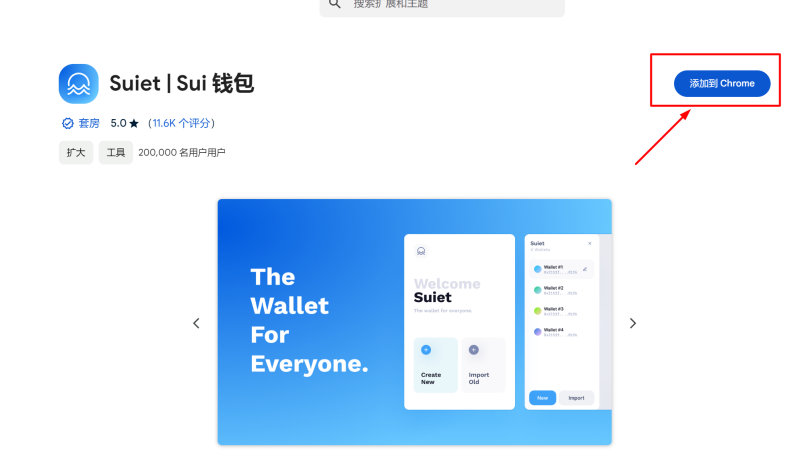 搜索扩展和主题
Suiet | Sui 钱包
添加到 Chrome
套房 5.0 ★ （11.6K 个评分）
扩大 工具 200,000 名用户用户
The
Wallet
For
Everyone.
Welcome
Suiet
The wallet for everyone
Create
New
Import
Old
Suiet
Wallet #1
Wallet #2
Wallet #3
Wallet #4
New Import